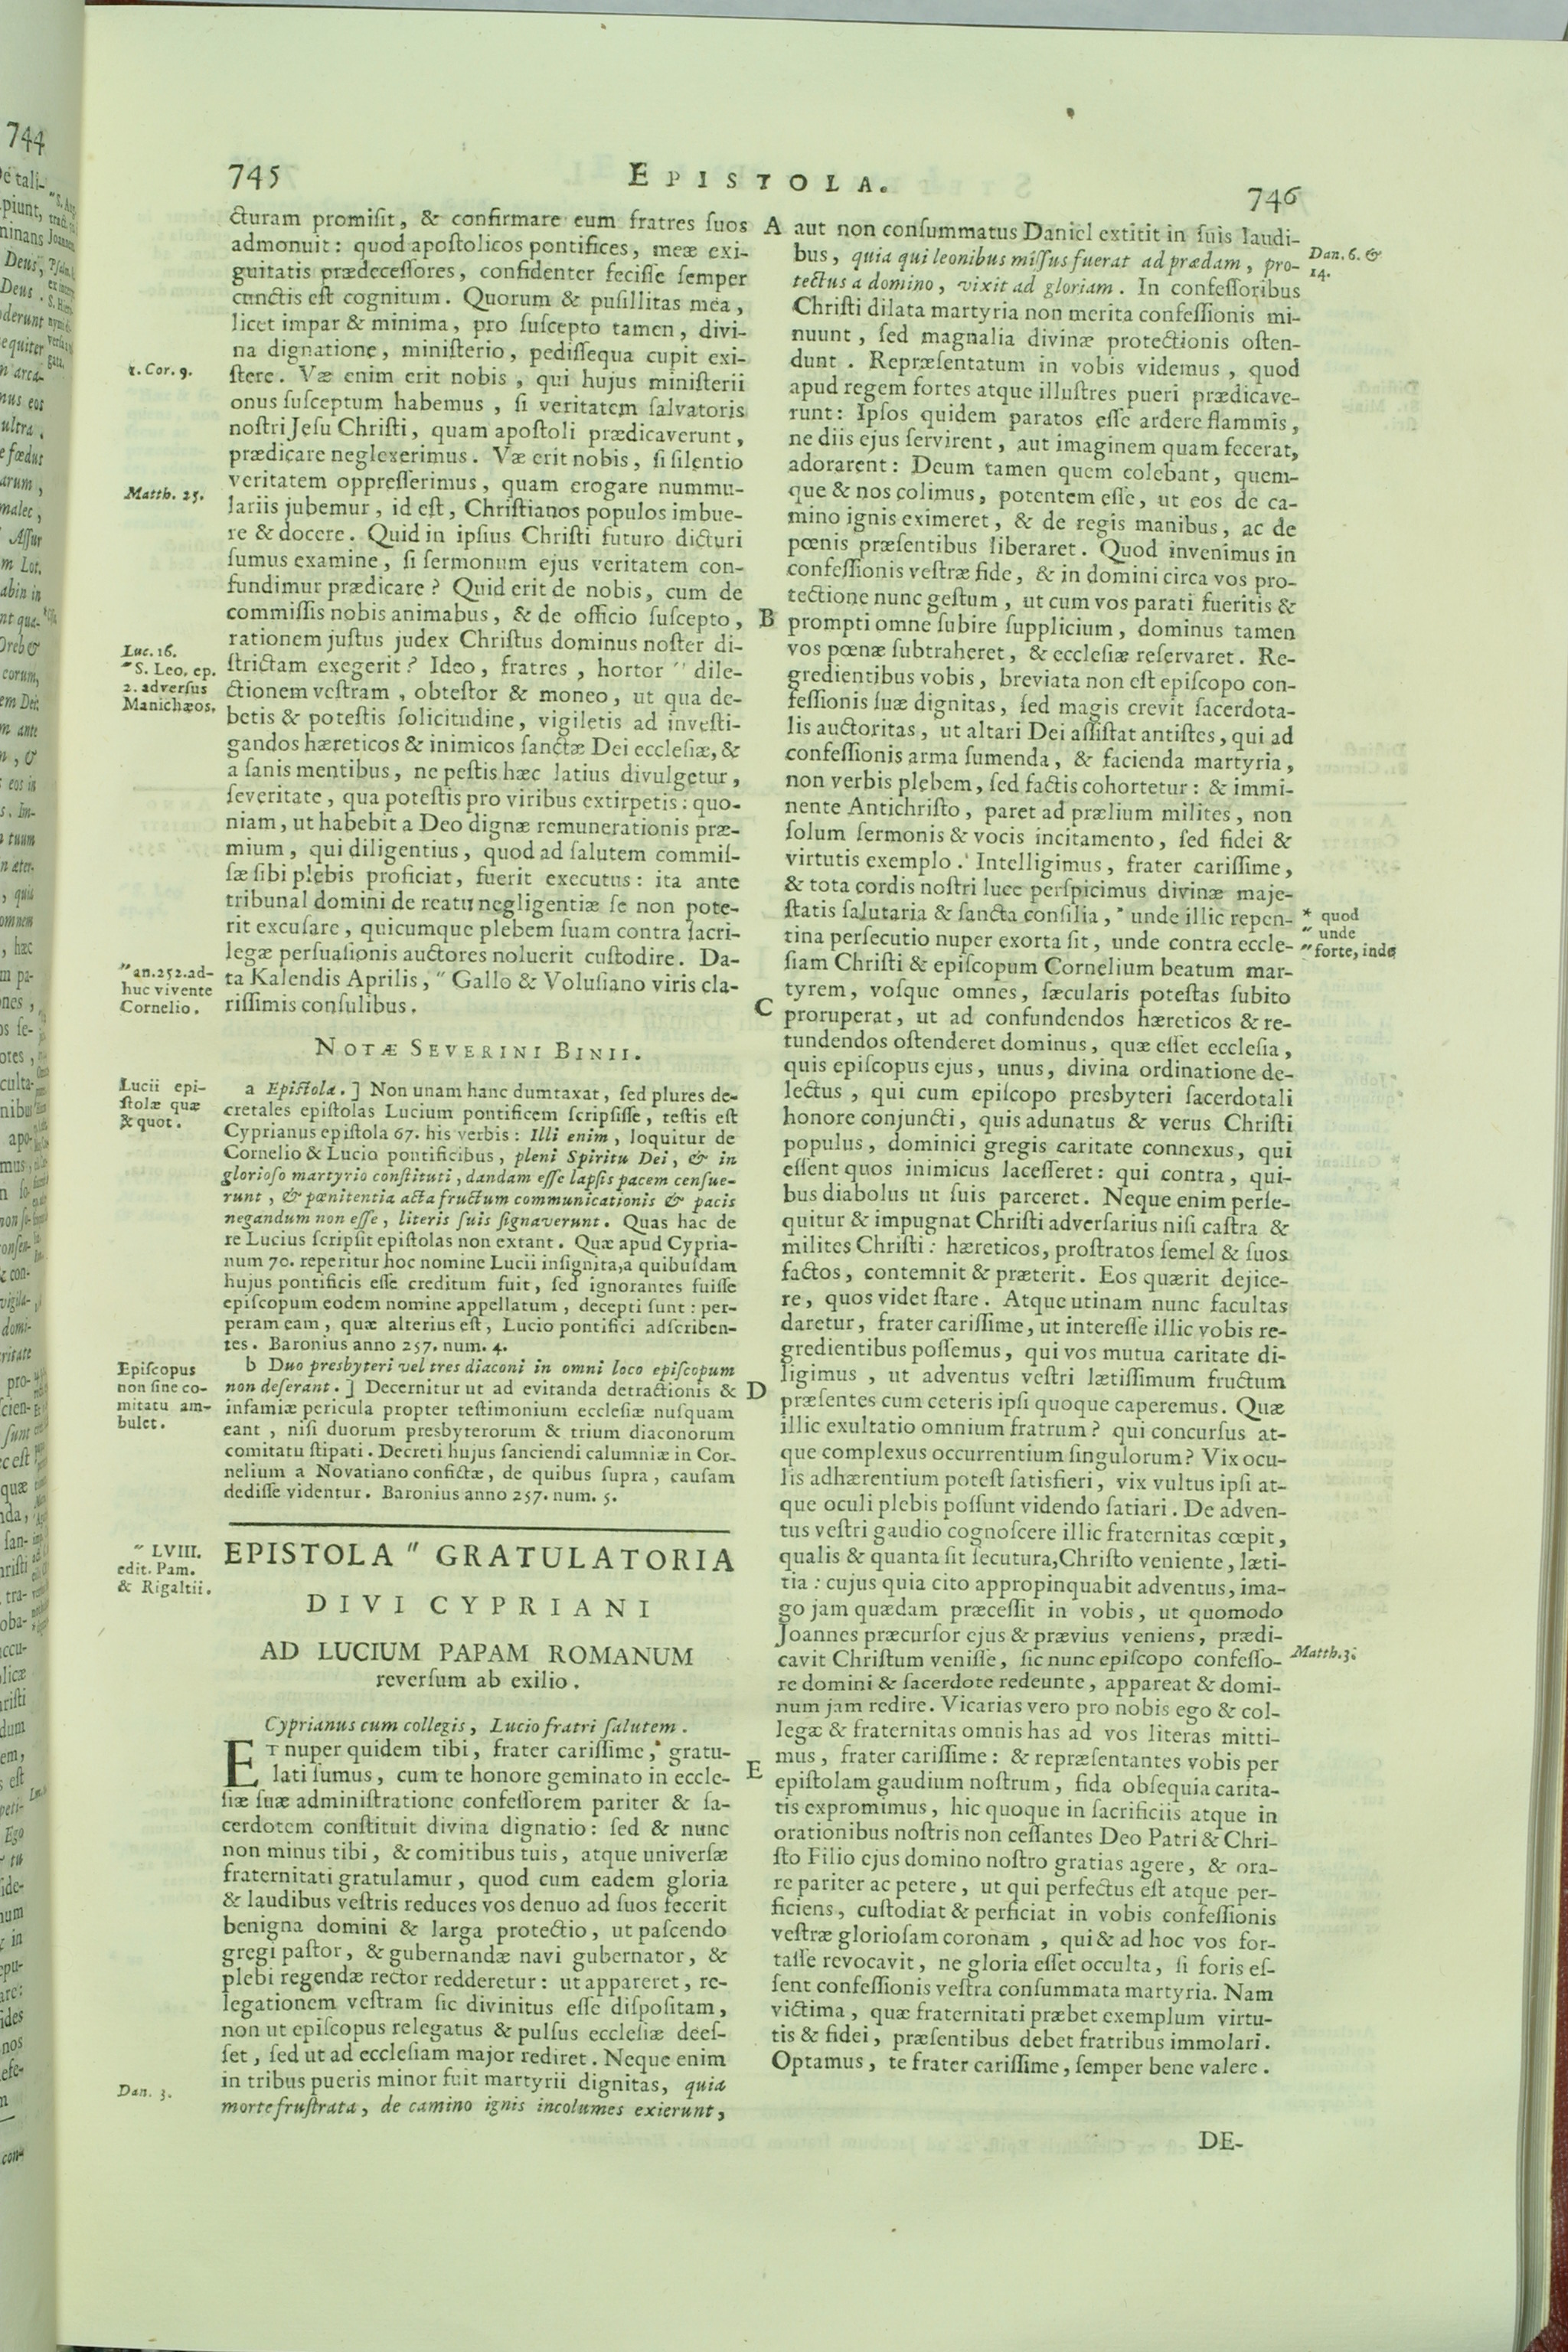 745
EPISTOLA.
746
cturam promiſit, & confirmare eum fratres ſuos
admonuit: quod apoſtolicos pontifices, meæ exi-
guitatis prædeceſſores, confidenter feciſſe ſemper
cunctis eſt cognitum. Quorum & puſillitas mea,
licet impar & minima, pro ſuſcepto tamen, divi-
na dignatione, miniſterio, pediſſequa cupit exi-
1. Cor. 9.
ſtere. Væ enim erit nobis, qui hujus miniſterii
onus ſuſceptum habemus, ſi veritatem ſalvatoris
noſtri Jeſu Chriſti, quam apoſtoli prædicaverunt,
prædicare neglexerimus. Væ erit nobis, ſi ſilentio
Matth. 25.
veritatem oppreſſerimus, quam erogare nummu-
lariis jubemur, id eſt, Chriſtianos populos imbue-
re & docere. Quid in ipſius Chriſti futuro dicturi
ſumus examine, ſi ſermonum ejus veritatem con-
fundimur prædicare? Quid erit de nobis, cum de
commiſſis nobis animabus, & de officio ſuſcepto,
rationem juſtus judex Chriſtus dominus noſter di-
Luc. 16.
ſtrictam exegerit? Ideo, fratres, hortor " dile-
"S. Leo, ep.
2. adverſus
Manichæos.
ctionem veſtram, obteſtor & moneo, ut qua de-
betis & poteſtis ſolicitudine, vigiletis ad inveſti-
gandos hæreticos & inimicos ſanctæ Dei eccleſiæ, &
a ſanis mentibus, ne peſtis hæc latius divulgetur,
ſeveritate, qua poteſtis pro viribus extirpetis: quo-
niam, ut habebit a Deo dignæ remunerationis præ-
mium, qui diligentius, quod ad ſalutem commiſ-
ſæ ſibi plebis proficiat, fuerit executus: ita ante
tribunal domini de reatu negligentiæ ſe non pote-
rit excuſare, quicumque plebem ſuam contra ſacri-
legæ perſuaſionis auctores noluerit cuſtodire. Da-
ta Kalendis Aprilis, " Gallo & Voluſiano viris cla-
riſſimis conſulibus.
"an. 252. ad-
huc vivente
Cornelio.
NOTÆ SEVERINI BINII.
Lucii epi-
ſtolæ quæ
& quot.
a Epiſtola.] Non unam hanc dumtaxat, ſed plures de-
cretales epiſtolas Lucium pontificem ſcripſiſſe, teſtis eſt
Cyprianus epiſtola 67. his verbis: Illi enim, loquitur de
Cornelio & Lucio pontificibus, pleni Spiritu Dei, & in
glorioſo martyrio conſtituti, dandam eſſe lapſis pacem cenſue-
runt, & pœnitentia acta fructum communicationis & pacis
negandum non eſſe, literis ſuis ſignaverunt. Quas hac de
re Lucius ſcripſit epiſtolas non extant. Quæ apud Cypria-
num 70. reperitur hoc nomine Lucii inſignita, a quibuſdam
hujus pontificis eſſe creditum fuit, ſed ignorantes fuiſſe
epiſcopum eodem nomine appellatum, decepti ſunt: per-
peram eam, quæ alterius eſt, Lucio pontifici adſcriben-
tes. Baronius anno 257. num. 4.
Epiſcopus
non ſine co-
mitatu am-
bulet.
b Duo presbyteri vel tres diaconi in omni loco epiſcopum
non deſerant.] Decernitur ut ad evitanda detractionis &
infamiæ pericula propter teſtimonium eccleſiæ nuſquam
eant, niſi duorum presbyterorum & trium diaconorum
comitatu ſtipati. Decreti hujus ſanciendi calumniæ in Cor-
nelium a Novatiano confictæ, de quibus ſupra, cauſam
dediſſe videntur. Baronius anno 257. num. 5.
" LVIII.
edit. Pam.
& Rigaltii.
EPISTOLA " GRATULATORIA
DIVI CYPRIANI
AD LUCIUM PAPAM ROMANUM
reverſum ab exilio.
Cyprianus cum collegis, Lucio fratri ſalutem.
ET nuper quidem tibi, frater cariſſime, gratu-
lati ſumus, cum te honore geminato in eccle-
ſiæ ſuæ adminiſtratione confeſſorem pariter & ſa-
cerdotem conſtituit divina dignatio: ſed & nunc
non minus tibi, & comitibus tuis, atque univerſæ
fraternitati gratulamur, quod cum eadem gloria
& laudibus veſtris reduces vos denuo ad ſuos fecerit
benigna domini & larga protectio, ut paſcendo
gregi paſtor, & gubernandæ navi gubernator, &
plebi regendæ rector redderetur: ut appareret, re-
legationem veſtram ſic divinitus eſſe diſpoſitam,
non ut epiſcopus relegatus & pulſus eccleſiæ deeſ-
ſet, ſed ut ad eccleſiam major rediret. Neque enim
in tribus pueris minor fuit martyrii dignitas, quia
Dan. 3.
morte fruſtrata, de camino ignis incolumes exierunt,
A aut non conſummatus Daniel extitit in ſuis laudi-
bus, quia qui leonibus miſſus fuerat ad prædam, pro-
Dan. 6. &
14.
tectus a domino, vixit ad gloriam. In confeſſoribus
Chriſti dilata martyria non merita confeſſionis mi-
nuunt, ſed magnalia divinæ protectionis oſten-
dunt. Repræſentatum in vobis videmus, quod
apud regem fortes atque illuſtres pueri prædicave-
runt: Ipſos quidem paratos eſſe ardere flammis,
ne diis ejus ſervirent, aut imaginem quam fecerat,
adorarent: Deum tamen quem colebant, quem-
que & nos colimus, potentem eſſe, ut eos de ca-
mino ignis eximeret, & de regis manibus, ac de
pœnis præſentibus liberaret. Quod invenimus in
confeſſionis veſtræ fide, & in domini circa vos pro-
tectione nunc geſtum, ut cum vos parati fueritis &
B prompti omne ſubire ſupplicium, dominus tamen
vos pœnæ ſubtraheret, & eccleſiæ reſervaret. Re-
gredientibus vobis, breviata non eſt epiſcopo con-
feſſionis ſuæ dignitas, ſed magis crevit ſacerdota-
lis auctoritas, ut altari Dei aſſiſtat antiſtes, qui ad
confeſſionis arma ſumenda, & facienda martyria,
non verbis plebem, ſed factis cohortetur: & immi-
nente Antichriſto, paret ad prælium milites, non
ſolum ſermonis & vocis incitamento, ſed fidei &
virtutis exemplo. Intelligimus, frater cariſſime,
& tota cordis noſtri luce perſpicimus divinæ maje-
ſtatis ſalutaria & ſancta conſilia, * unde illic repen-
* quod
" unde
" forte, inde
tina perſecutio nuper exorta ſit, unde contra eccle-
ſiam Chriſti & epiſcopum Cornelium beatum mar-
tyrem, voſque omnes, ſæcularis poteſtas ſubito
C proruperat, ut ad confundendos hæreticos & re-
tundendos oſtenderet dominus, quæ eſſet eccleſia,
quis epiſcopus ejus, unus, divina ordinatione de-
lectus, qui cum epiſcopo presbyteri ſacerdotali
honore conjuncti, quis adunatus & verus Chriſti
populus, dominici gregis caritate connexus, qui
eſſent quos inimicus laceſſeret: qui contra, qui-
bus diabolus ut ſuis parceret. Neque enim perſe-
quitur & impugnat Chriſti adverſarius niſi caſtra &
milites Chriſti: hæreticos, proſtratos ſemel & ſuos
factos, contemnit & præterit. Eos quærit dejice-
re, quos videt ſtare. Atque utinam nunc facultas
daretur, frater cariſſime, ut intereſſe illic vobis re-
gredientibus poſſemus, qui vos mutua caritate di-
ligimus, ut adventus veſtri lætiſſimum fructum
D præſentes cum ceteris ipſi quoque caperemus. Quæ
illic exultatio omnium fratrum? qui concurſus at-
que complexus occurrentium ſingulorum? Vix ocu-
lis adhærentium poteſt ſatisfieri, vix vultus ipſi at-
que oculi plebis poſſunt videndo ſatiari. De adven-
tus veſtri gaudio cognoſcere illic fraternitas cœpit,
qualis & quanta ſit ſecutura, Chriſto veniente, læti-
tia: cujus quia cito appropinquabit adventus, ima-
go jam quædam præceſſit in vobis, ut quomodo
Joannes præcurſor ejus & prævius veniens, prædi-
cavit Chriſtum veniſſe, ſic nunc epiſcopo confeſſo-
Matth. 3.
re domini & ſacerdote redeunte, appareat & domi-
num jam redire. Vicarias vero pro nobis ego & col-
legæ & fraternitas omnis has ad vos literas mitti-
mus, frater cariſſime: & repræſentantes vobis per
E epiſtolam gaudium noſtrum, fida obſequia carita-
tis expromimus, hic quoque in ſacrificiis atque in
orationibus noſtris non ceſſantes Deo Patri & Chri-
ſto Filio ejus domino noſtro gratias agere, & ora-
re pariter ac petere, ut qui perfectus eſt atque per-
ficiens, cuſtodiat & perficiat in vobis confeſſionis
veſtræ glorioſam coronam, qui & ad hoc vos for-
taſſe revocavit, ne gloria eſſet occulta, ſi foris eſ-
ſent confeſſionis veſtra conſummata martyria. Nam
victima, quæ fraternitati præbet exemplum virtu-
tis & fidei, præſentibus debet fratribus immolari.
Optamus, te frater cariſſime, ſemper bene valere.
DE-